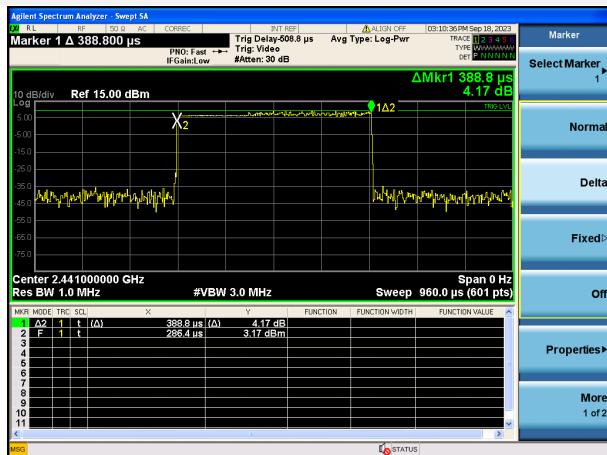 Agilent Spectrum Analyzer - Swept SA
RL RF 50 Ω AC CORREC INT REF ALIGN OFF 03:10:36 PM Sep 18, 2023
Marker 1 Δ 388.800 µs
PNO: Fast
IFGain:Low
Trig Delay-508.8 µs
Trig: Video
#Atten: 30 dB
Avg Type: Log-Pwr
TRACE 1 2 3 4 5 6
TYPE W
DET P N N N N N
ΔMkr1 388.8 µs
4.17 dB
10 dB/div Ref 15.00 dBm
Log
TRIG LVL
1Δ2
2
5.00
-5.00
-15.0
-25.0
-35.0
-45.0
-55.0
-65.0
-75.0
Center 2.441000000 GHz Span 0 Hz
Res BW 1.0 MHz #VBW 3.0 MHz Sweep 960.0 µs (601 pts)
MKR MODE TRC SCL X Y FUNCTION FUNCTION WIDTH FUNCTION VALUE
1 Δ2 1 t (Δ) 388.8 µs (Δ) 4.17 dB
2 F 1 t 286.4 µs 3.17 dBm
3
4
5
6
7
8
9
10
11
MSG STATUS
Marker
Select Marker
1
Normal
Delta
Fixed
Off
Properties
More
1 of 2